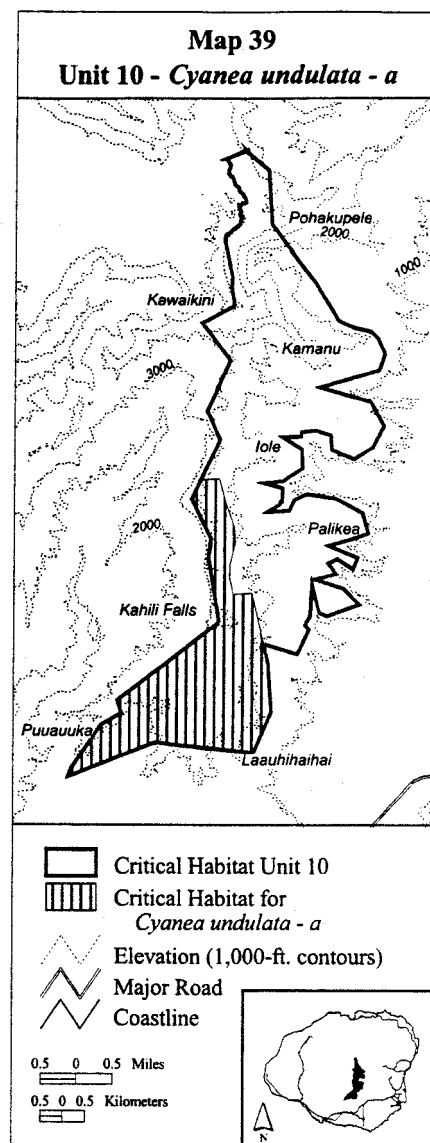 Map 39
Unit 10 - Cyanea undulata - a
Pohakupele
2000
1000
Kawaikini
Kamanu
3000
Iole
2000
Palikea
Kahili Falls
Puuauuka
Laauhihaihai
Critical Habitat Unit 10
Critical Habitat for
Cyanea undulata - a
Elevation (1,000-ft. contours)
Major Road
Coastline
0.5 0 0.5 Miles
0.5 0 0.5 Kilometers
N